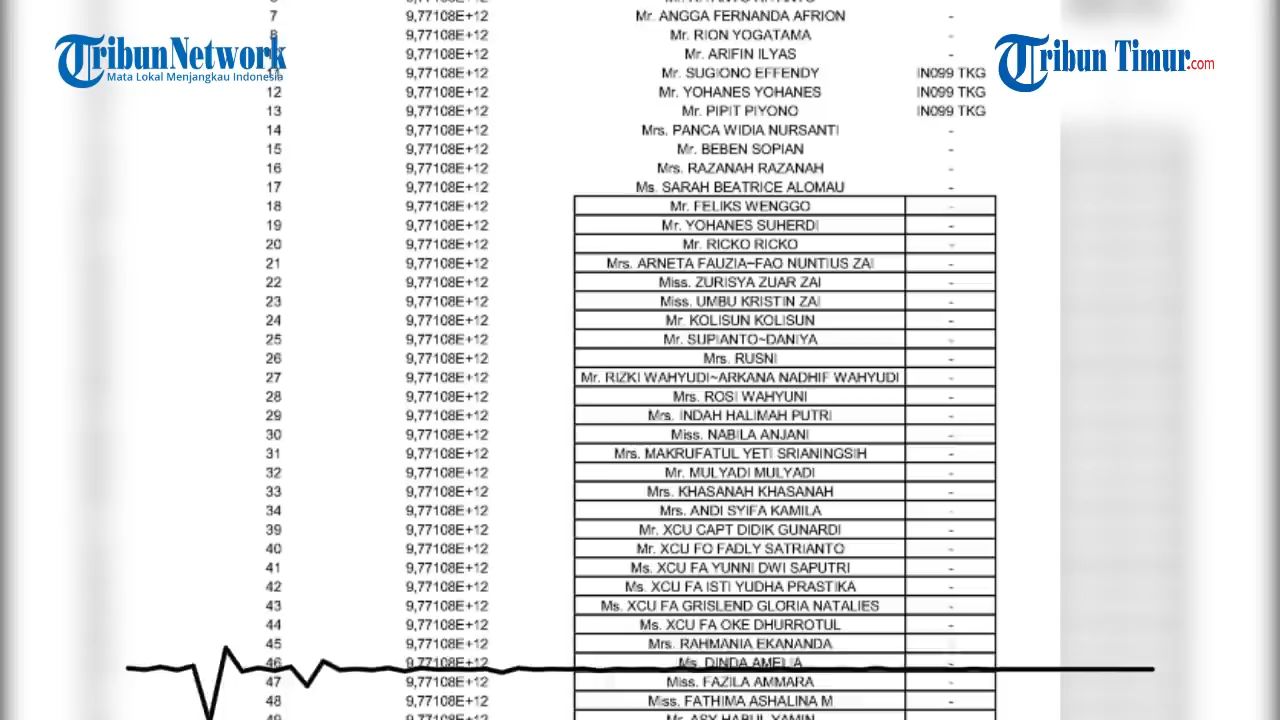 TribunNetwork
Mata Lokal Menjangkau Indonesia
Tribun Timur.com
7 9,77108E+12 Mr. ANGGA FERNANDA AFRION -
8 9,77108E+12 Mr. RION YOGATAMA -
9,77108E+12 Mr. ARIFIN ILYAS -
11 9,77108E+12 Mr. SUGIONO EFFENDY IN099 TKG
12 9,77108E+12 Mr. YOHANES YOHANES IN099 TKG
13 9,77108E+12 Mr. PIPIT PIYONO IN099 TKG
14 9,77108E+12 Mrs. PANCA WIDIA NURSANTI -
15 9,77108E+12 Mr. BEBEN SOPIAN -
16 9,77108E+12 Mrs. RAZANAH RAZANAH -
17 9,77108E+12 Ms. SARAH BEATRICE ALOMAU -
18 9,77108E+12 Mr. FELIKS WENGGO -
19 9,77108E+12 Mr. YOHANES SUHERDI -
20 9,77108E+12 Mr. RICKO RICKO -
21 9,77108E+12 Mrs. ARNETA FAUZIA~FAO NUNTIUS ZAI -
22 9,77108E+12 Miss. ZURISYA ZUAR ZAI -
23 9,77108E+12 Miss. UMBU KRISTIN ZAI -
24 9,77108E+12 Mr. KOLISUN KOLISUN -
25 9,77108E+12 Mr. SUPIANTO~DANIYA -
26 9,77108E+12 Mrs. RUSNI -
27 9,77108E+12 Mr. RIZKI WAHYUDI~ARKANA NADHIF WAHYUDI -
28 9,77108E+12 Mrs. ROSI WAHYUNI -
29 9,77108E+12 Mrs. INDAH HALIMAH PUTRI -
30 9,77108E+12 Miss. NABILA ANJANI -
31 9,77108E+12 Mrs. MAKRUFATUL YETI SRIANINGSIH -
32 9,77108E+12 Mr. MULYADI MULYADI -
33 9,77108E+12 Mrs. KHASANAH KHASANAH -
34 9,77108E+12 Mrs. ANDI SYIFA KAMILA -
39 9,77108E+12 Mr. XCU CAPT DIDIK GUNARDI -
40 9,77108E+12 Mr. XCU FO FADLY SATRIANTO -
41 9,77108E+12 Ms. XCU FA YUNNI DWI SAPUTRI -
42 9,77108E+12 Ms. XCU FA ISTI YUDHA PRASTIKA -
43 9,77108E+12 Ms. XCU FA GRISLEND GLORIA NATALIES -
44 9,77108E+12 Ms. XCU FA OKE DHURROTUL -
45 9,77108E+12 Mrs. RAHMANIA EKANANDA
46 9,77108E+12 Ms. DINDA AMELIA
47 9,77108E+12 Miss. FAZILA AMMARA -
48 9,77108E+12 Miss. FATHIMA ASHALINA M -
49 9,77108E+12 Mr. ASY HABUL YAMIN -